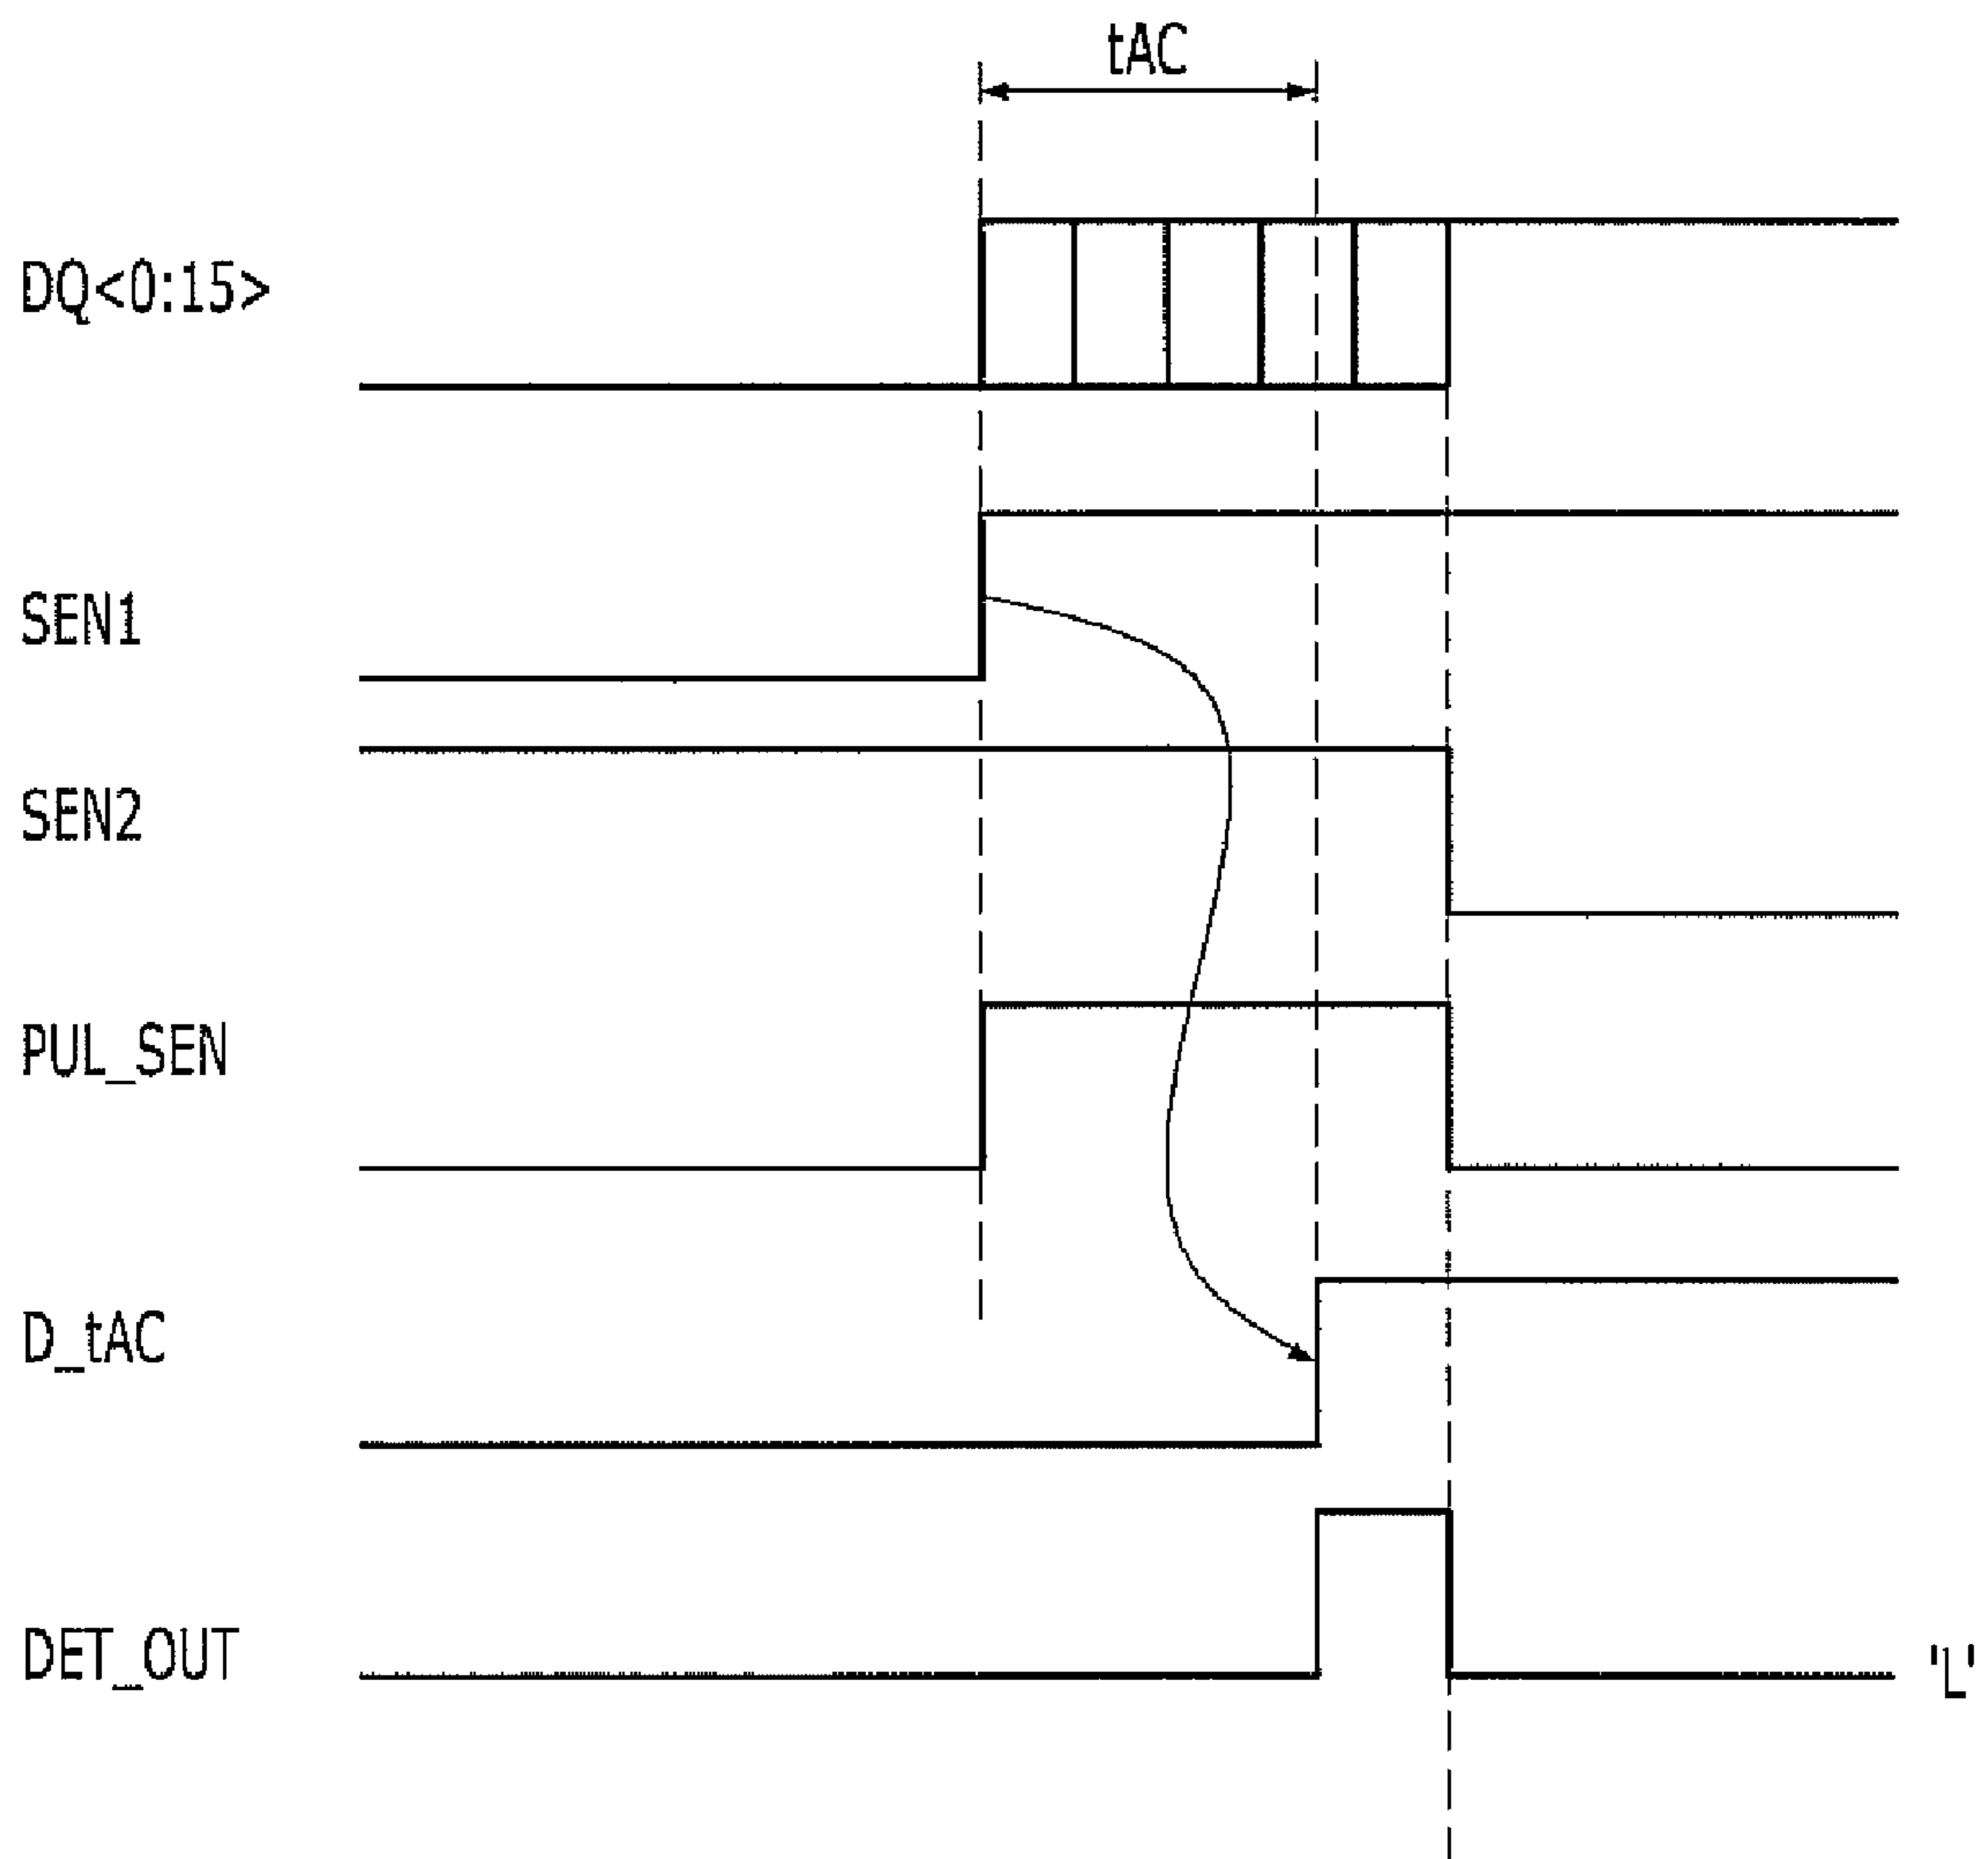 tAC
DQ<0:15>
SEN1
SEN2
PUL_SEN
D_tAC
DET_OUT
'L'